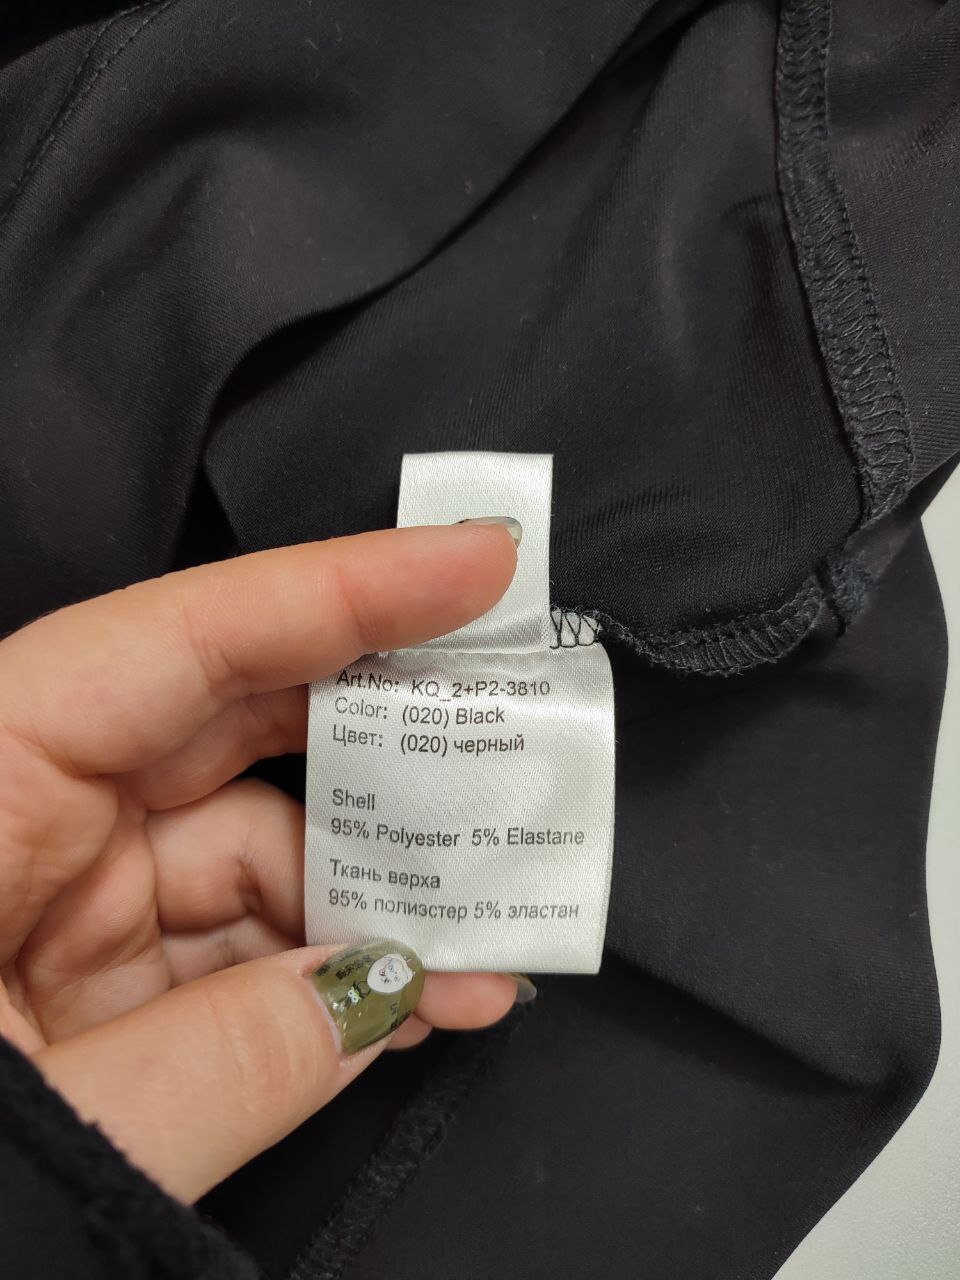 Art.No: KQ_2+P2-3810
Color: (020) Black
Цвет: (020) черный
Shell
95% Polyester 5% Elastane
Ткань верха
95% полиэстер 5% эластан